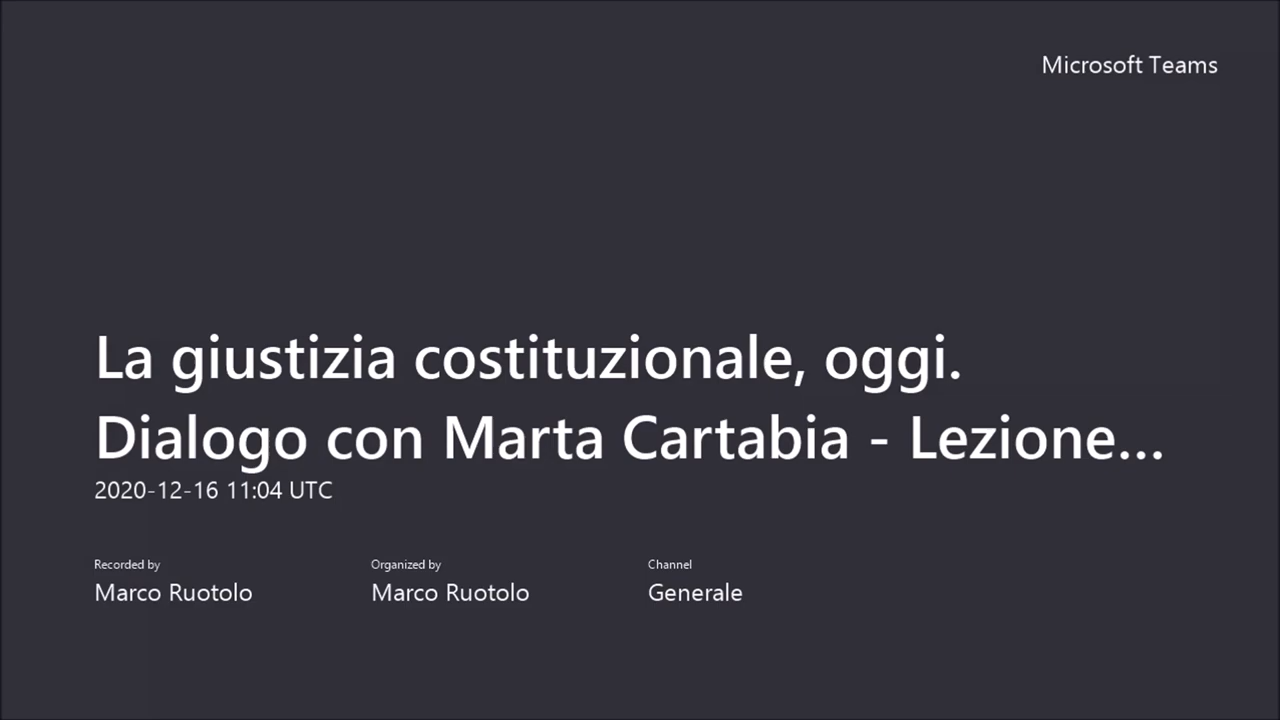 Microsoft Teams
La giustizia costituzionale, oggi.
Dialogo con Marta Cartabia - Lezione...
2020-12-16 11:04 UTC
Recorded by
Marco Ruotolo
Organized by
Marco Ruotolo
Channel
Generale